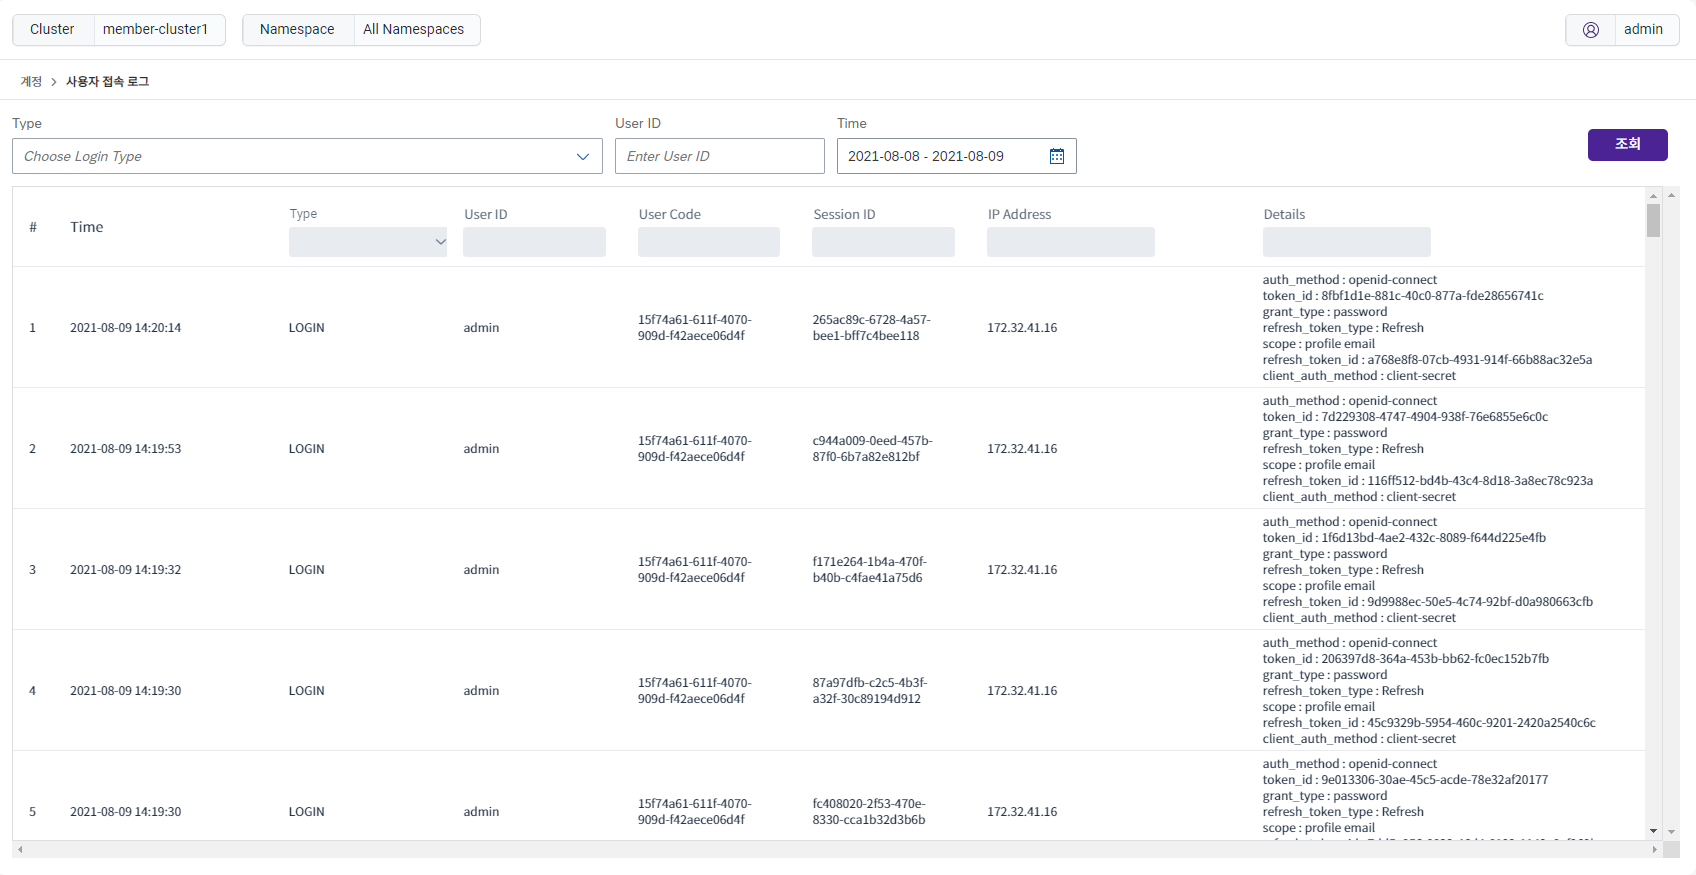 Cluster member-cluster1 Namespace All Namespaces admin
계정 > 사용자 접속 로그
Type User ID Time
Choose Login Type Enter User ID 2021-08-08 - 2021-08-09 조회
# Time Type User ID User Code Session ID IP Address Details
auth_method : openid-connect
token_id : 8fbf1d1e-881c-40c0-877a-fde28656741c
grant_type : password
15f74a61-611f-4070- 265ac89c-6728-4a57-
1 2021-08-09 14:20:14 LOGIN admin 172.32.41.16 refresh_token_type : Refresh
909d-f42aece06d4f bee1-bff7c4bee118
scope : profile email
refresh_token_id : a768e8f8-07cb-4931-914f-66b88ac32e5a
client_auth_method : client-secret
auth_method : openid-connect
token_id : 7d229308-4747-4904-938f-76e6855e6c0c
grant_type : password
15f74a61-611f-4070- c944a009-0eed-457b-
2 2021-08-09 14:19:53 LOGIN admin 172.32.41.16 refresh_token_type : Refresh
909d-f42aece06d4f 87f0-6b7a82e812bf
scope : profile email
refresh_token_id : 116ff512-bd4b-43c4-8d18-3a8ec78c923a
client_auth_method : client-secret
auth_method : openid-connect
token_id : 1f6d13bd-4ae2-432c-8089-f644d225e4fb
grant_type : password
15f74a61-611f-4070- f171e264-1b4a-470f-
3 2021-08-09 14:19:32 LOGIN admin 172.32.41.16 refresh_token_type : Refresh
909d-f42aece06d4f b40b-c4fae41a75d6
scope : profile email
refresh_token_id : 9d9988ec-50e5-4c74-92bf-d0a980663cfb
client_auth_method : client-secret
auth_method : openid-connect
token_id : 206397d8-364a-453b-bb62-fc0ec152b7fb
grant_type : password
15f74a61-611f-4070- 87a97dfb-c2c5-4b3f-
4 2021-08-09 14:19:30 LOGIN admin 172.32.41.16 refresh_token_type : Refresh
909d-f42aece06d4f a32f-30c89194d912
scope : profile email
refresh_token_id : 45c9329b-5954-460c-9201-2420a2540c6c
client_auth_method : client-secret
auth_method : openid-connect
token_id : 9e013306-30ae-45c5-acde-78e32af20177
grant_type : password
15f74a61-611f-4070- fc408020-2f53-470e-
5 2021-08-09 14:19:30 LOGIN admin 172.32.41.16 refresh_token_type : Refresh
909d-f42aece06d4f 8330-cca1b32d3b6b
scope : profile email